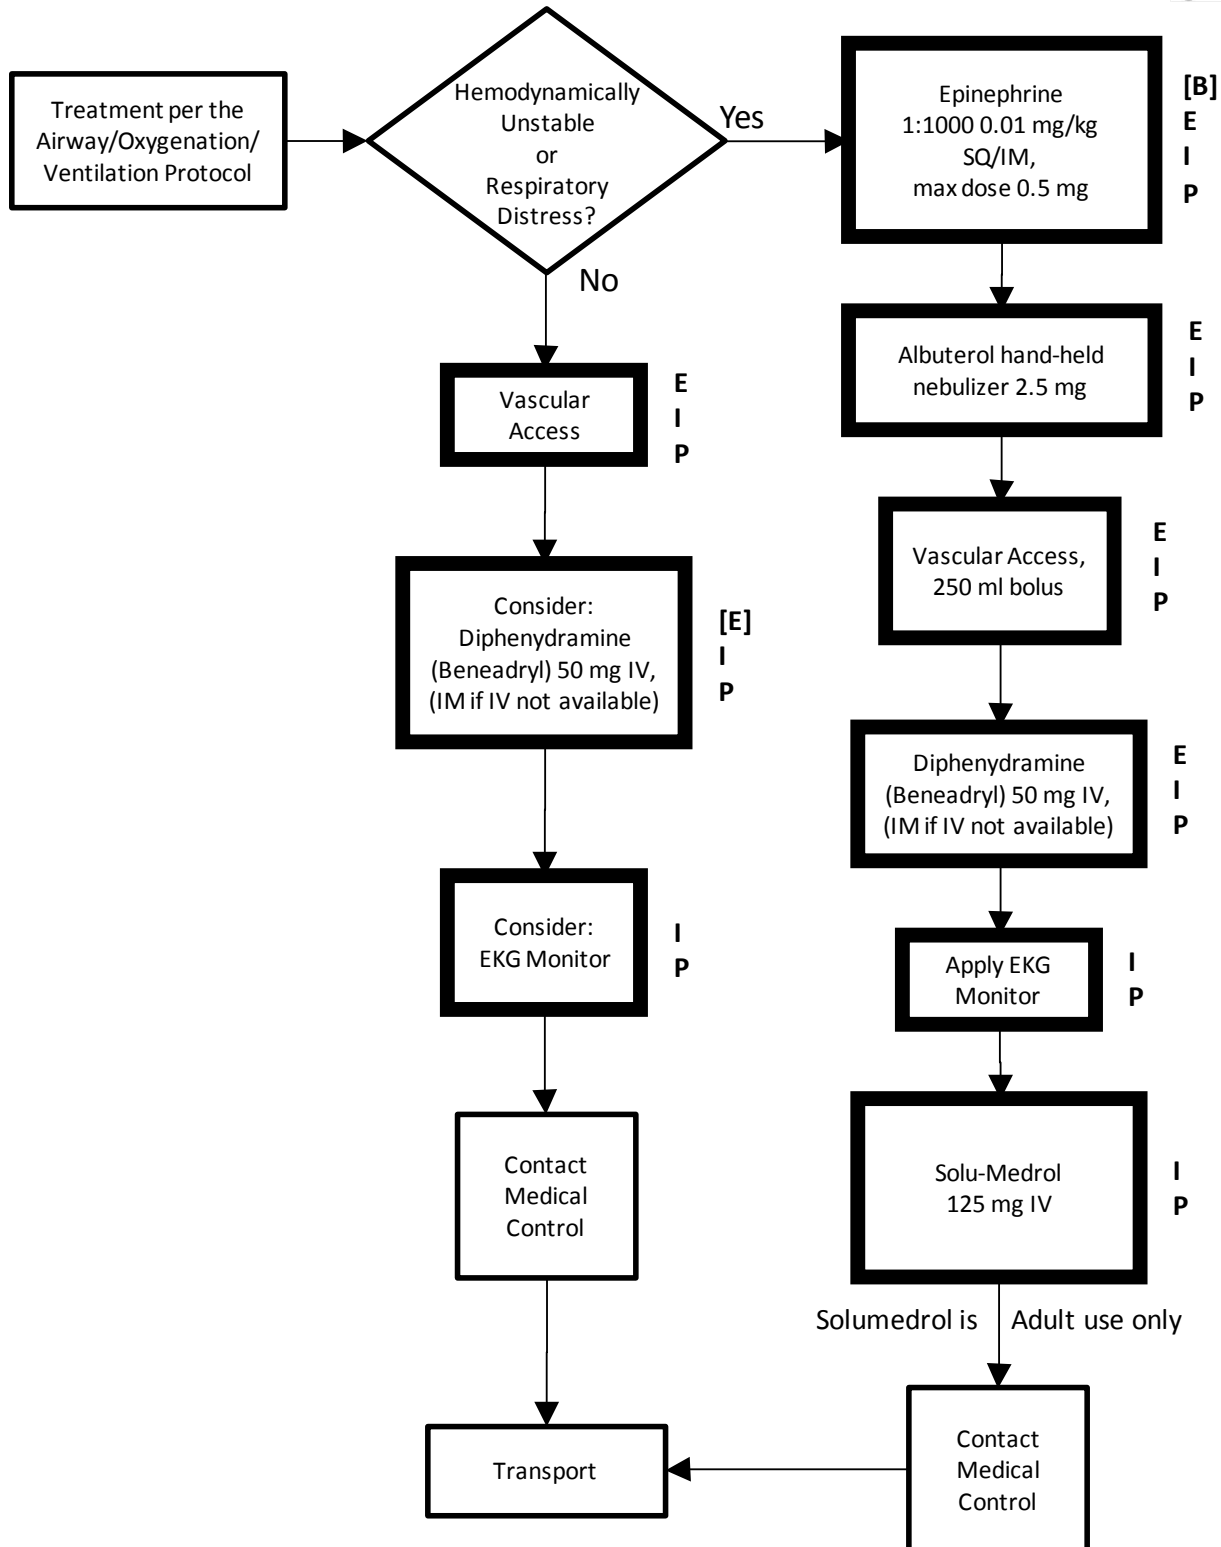 Treatment per the
Airway/Oxygenation/
Ventilation Protocol
Hemodynamically
Unstable
or
Respiratory
Distress?
Yes
No
Epinephrine
1:1000 0.01 mg/kg
SQ/IM,
max dose 0.5 mg
[B]
E
I
P
Albuterol hand-held
nebulizer 2.5 mg
E
I
P
Vascular Access,
250 ml bolus
E
I
P
Diphenydramine
(Beneadryl) 50 mg IV,
(IM if IV not available)
E
I
P
Apply EKG
Monitor
I
P
Solu-Medrol
125 mg IV
I
P
Solumedrol is Adult use only
Contact
Medical
Control
Vascular
Access
E
I
P
Consider:
Diphenydramine
(Beneadryl) 50 mg IV,
(IM if IV not available)
[E]
I
P
Consider:
EKG Monitor
I
P
Contact
Medical
Control
Transport